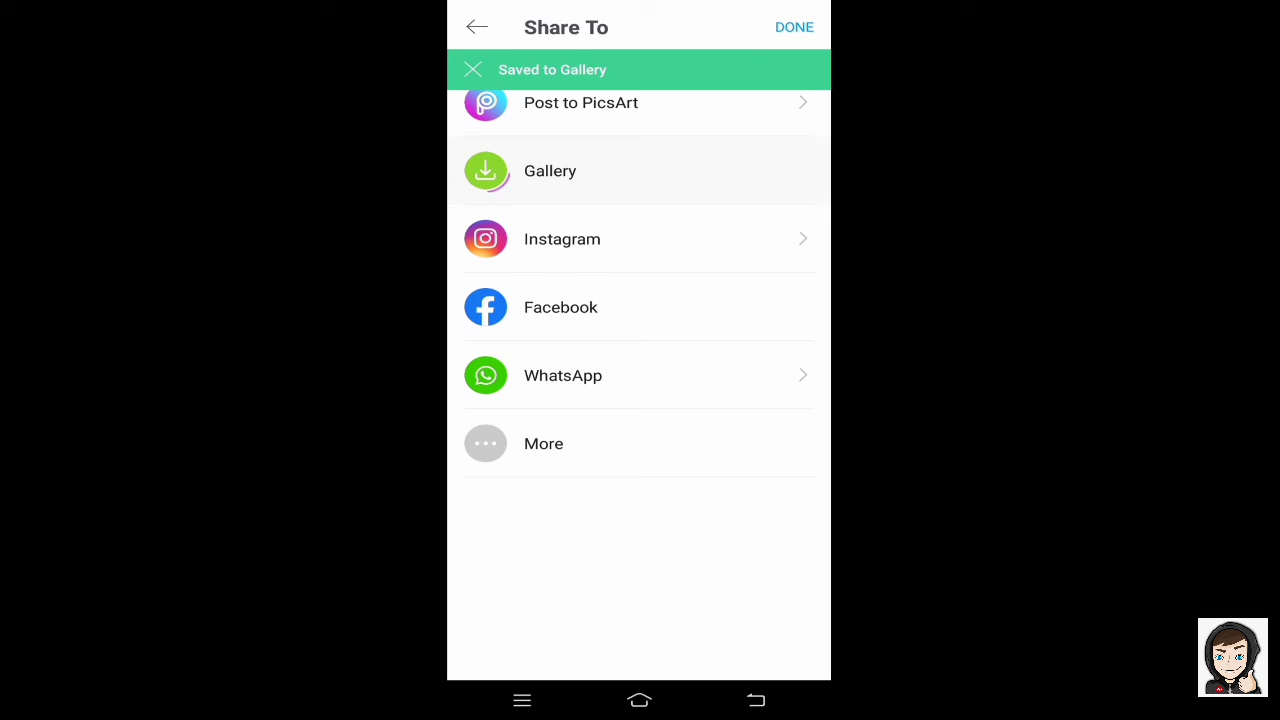 Share To
DONE
Saved to Gallery
Post to PicsArt
Gallery
Instagram
Facebook
WhatsApp
More